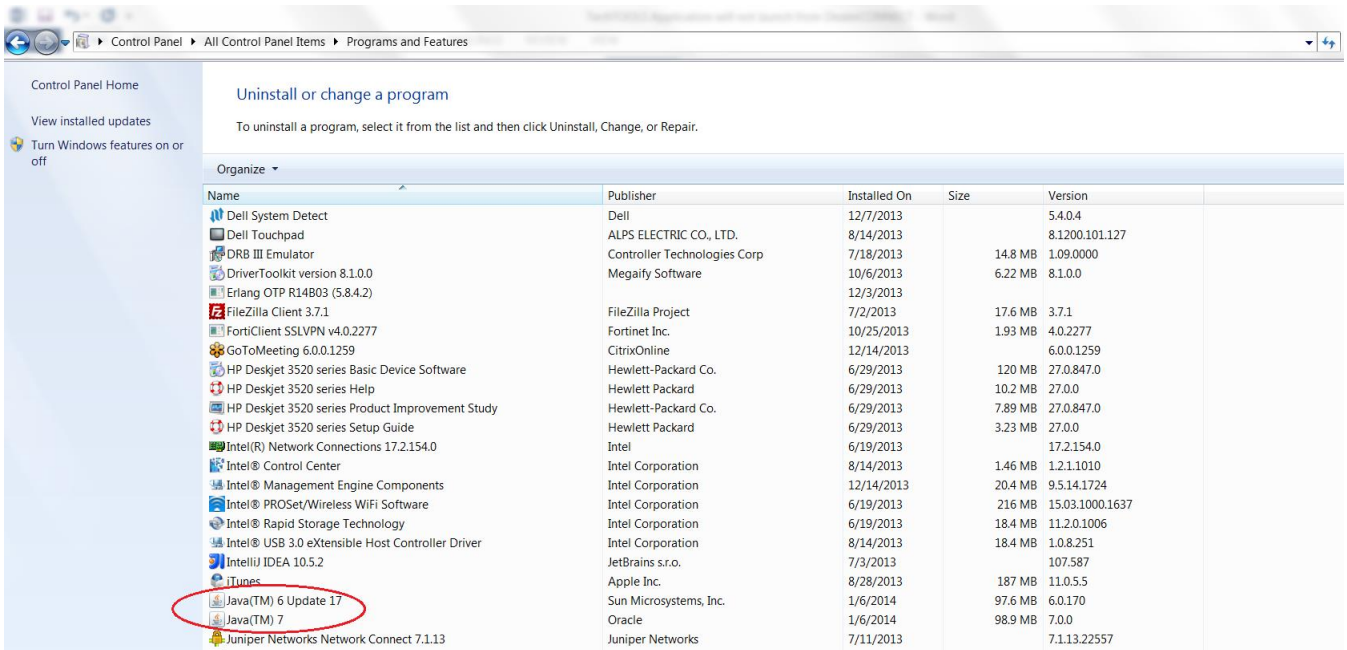 Control Panel ▸ All Control Panel Items ▸ Programs and Features
Control Panel Home
View installed updates
Turn Windows features on or
off
Uninstall or change a program
To uninstall a program, select it from the list and then click Uninstall, Change, or Repair.
Organize
Name Publisher Installed On Size Version
Dell System Detect Dell 12/7/2013 5.4.0.4
Dell Touchpad ALPS ELECTRIC CO., LTD. 8/14/2013 8.1200.101.127
DRB III Emulator Controller Technologies Corp 7/18/2013 14.8 MB 1.09.0000
DriverToolkit version 8.1.0.0 Megaify Software 10/6/2013 6.22 MB 8.1.0.0
Erlang OTP R14B03 (5.8.4.2) 12/3/2013
FileZilla Client 3.7.1 FileZilla Project 7/2/2013 17.6 MB 3.7.1
FortiClient SSLVPN v4.0.2277 Fortinet Inc. 10/25/2013 1.93 MB 4.0.2277
GoToMeeting 6.0.0.1259 CitrixOnline 12/14/2013 6.0.0.1259
HP Deskjet 3520 series Basic Device Software Hewlett-Packard Co. 6/29/2013 120 MB 27.0.847.0
HP Deskjet 3520 series Help Hewlett Packard 6/29/2013 10.2 MB 27.0.0
HP Deskjet 3520 series Product Improvement Study Hewlett-Packard Co. 6/29/2013 7.89 MB 27.0.847.0
HP Deskjet 3520 series Setup Guide Hewlett Packard 6/29/2013 3.23 MB 27.0.0
Intel(R) Network Connections 17.2.154.0 Intel 6/19/2013 17.2.154.0
Intel® Control Center Intel Corporation 8/14/2013 1.46 MB 1.2.1.1010
Intel® Management Engine Components Intel Corporation 12/14/2013 20.4 MB 9.5.14.1724
Intel® PROSet/Wireless WiFi Software Intel Corporation 6/19/2013 216 MB 15.03.1000.1637
Intel® Rapid Storage Technology Intel Corporation 6/19/2013 18.4 MB 11.2.0.1006
Intel® USB 3.0 eXtensible Host Controller Driver Intel Corporation 8/14/2013 18.4 MB 1.0.8.251
IntelliJ IDEA 10.5.2 JetBrains s.r.o. 7/3/2013 107.587
iTunes Apple Inc. 8/28/2013 187 MB 11.0.5.5
Java(TM) 6 Update 17 Sun Microsystems, Inc. 1/6/2014 97.6 MB 6.0.170
Java(TM) 7 Oracle 1/6/2014 98.9 MB 7.0.0
Juniper Networks Network Connect 7.1.13 Juniper Networks 7/11/2013 7.1.13.22557